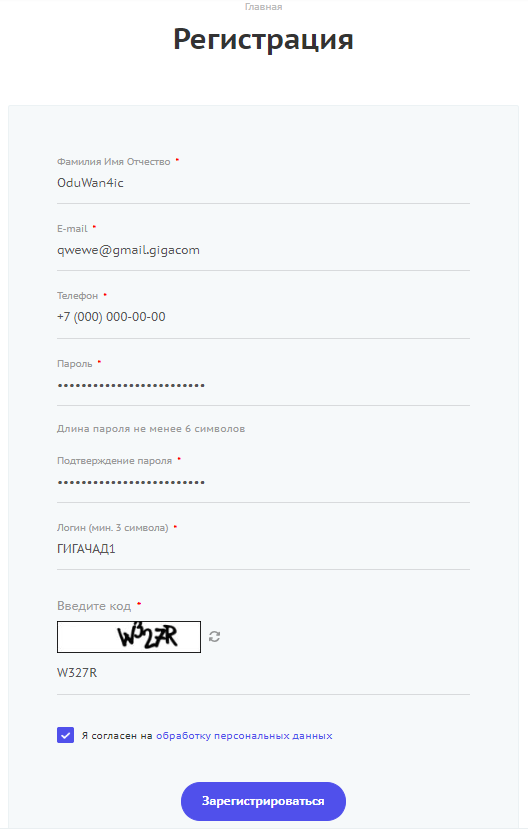 Главная
Регистрация
Фамилия Имя Отчество *
OduWan4ic
E-mail *
qwewe@gmail.gigacom
Телефон *
+7 (000) 000-00-00
Пароль *
•••••••••••••••••••••••••
Длина пароля не менее 6 символов
Подтверждение пароля *
•••••••••••••••••••••••••
Логин (мин. 3 символа) *
ГИГАЧАД1
Введите код *
W327R
W327R
Я согласен на обработку персональных данных
Зарегистрироваться